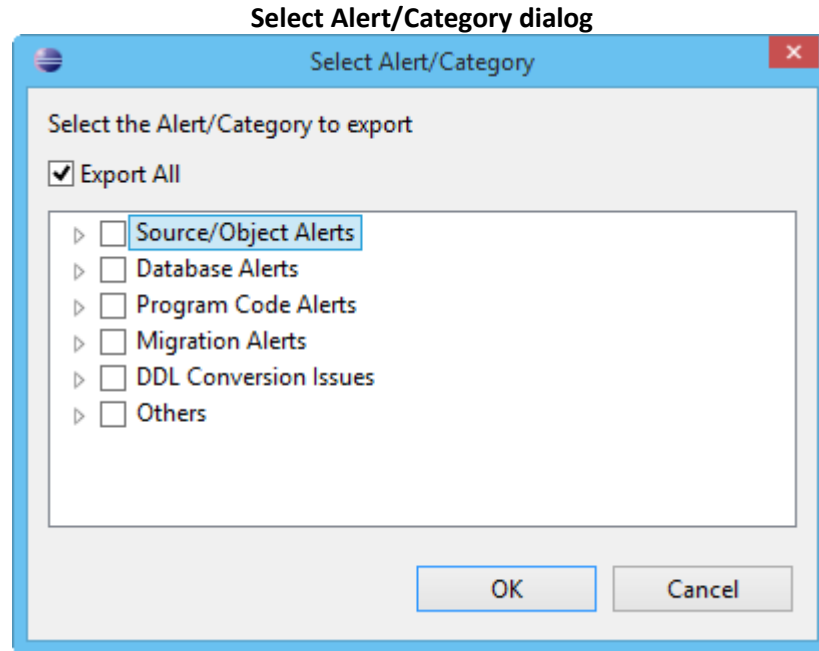 Select Alert/Category dialog
Select Alert/Category
Select the Alert/Category to export
Export All
Source/Object Alerts
Database Alerts
Program Code Alerts
Migration Alerts
DDL Conversion Issues
Others
OK Cancel